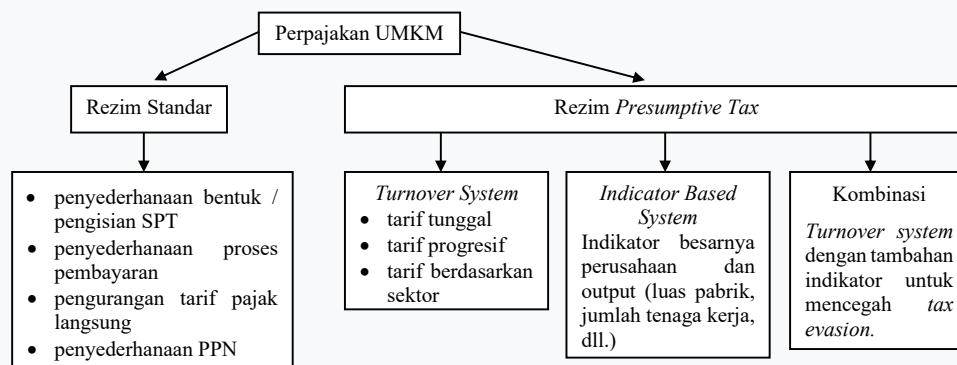 Perpajakan UMKM
Rezim Standar
Rezim Presumptive Tax
• penyederhanaan bentuk /
pengisian SPT
• penyederhanaan proses
pembayaran
• pengurangan tarif pajak
langsung
• penyederhanaan PPN
Turnover System
• tarif tunggal
• tarif progresif
• tarif berdasarkan
sektor
Indicator Based
System
Indikator besarnya
perusahaan dan
output (luas pabrik,
jumlah tenaga kerja,
dll.)
Kombinasi
Turnover system
dengan tambahan
indikator untuk
mencegah tax
evasion.